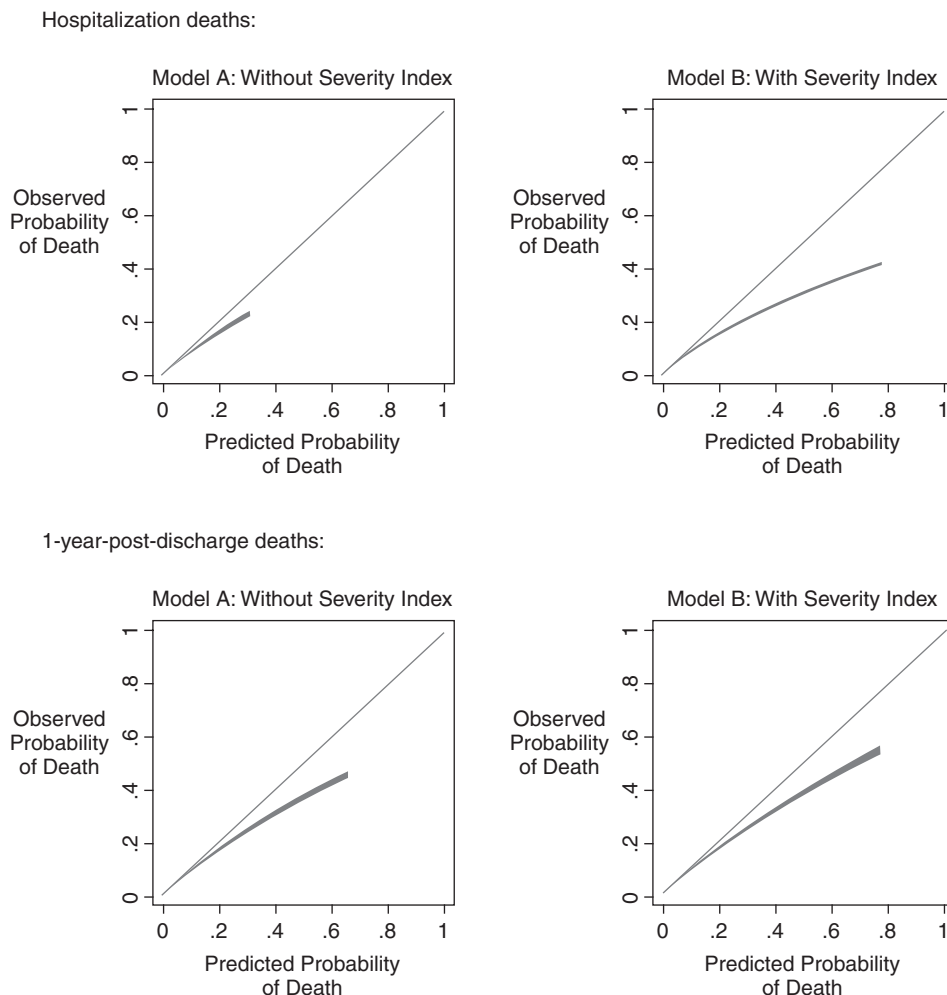 Hospitalization deaths:
Model A: Without Severity Index
Observed
Probability
of Death
1
.8
.6
.4
.2
0
0 .2 .4 .6 .8 1
Predicted Probability
of Death
Model B: With Severity Index
Observed
Probability
of Death
1
.8
.6
.4
.2
0
0 .2 .4 .6 .8 1
Predicted Probability
of Death
1-year-post-discharge deaths:
Model A: Without Severity Index
Observed
Probability
of Death
1
.8
.6
.4
.2
0
0 .2 .4 .6 .8 1
Predicted Probability
of Death
Model B: With Severity Index
Observed
Probability
of Death
1
.8
.6
.4
.2
0
0 .2 .4 .6 .8 1
Predicted Probability
of Death